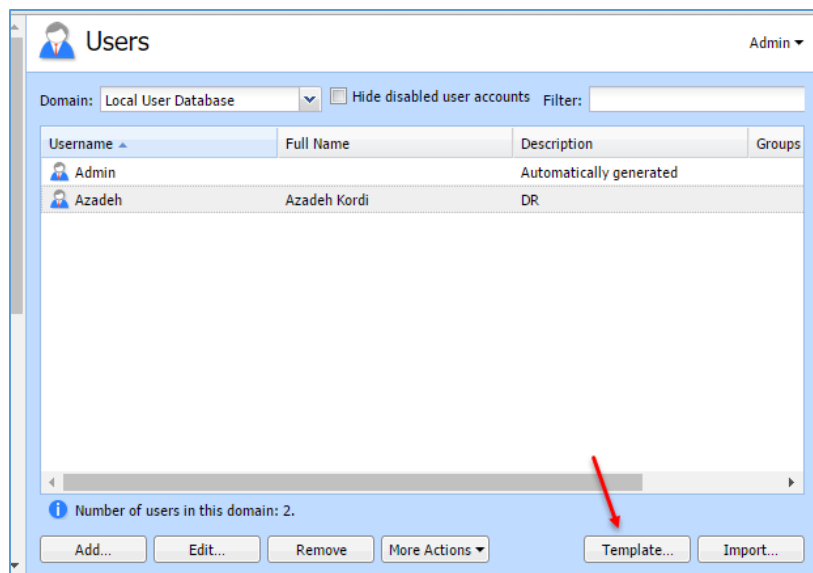 Users
Admin
Domain: Local User Database Hide disabled user accounts Filter:
Username Full Name Description Groups
Admin Automatically generated
Azadeh Azadeh Kordi DR
Number of users in this domain: 2.
Add... Edit... Remove More Actions Template... Import...